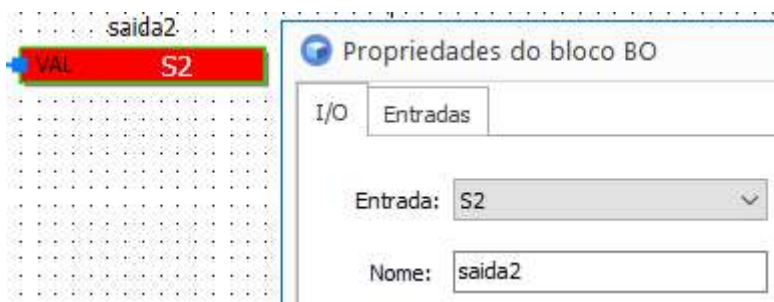 saida2
VAL S2
Propriedades do bloco BO
I/O Entradas
Entrada: S2
Nome: saida2